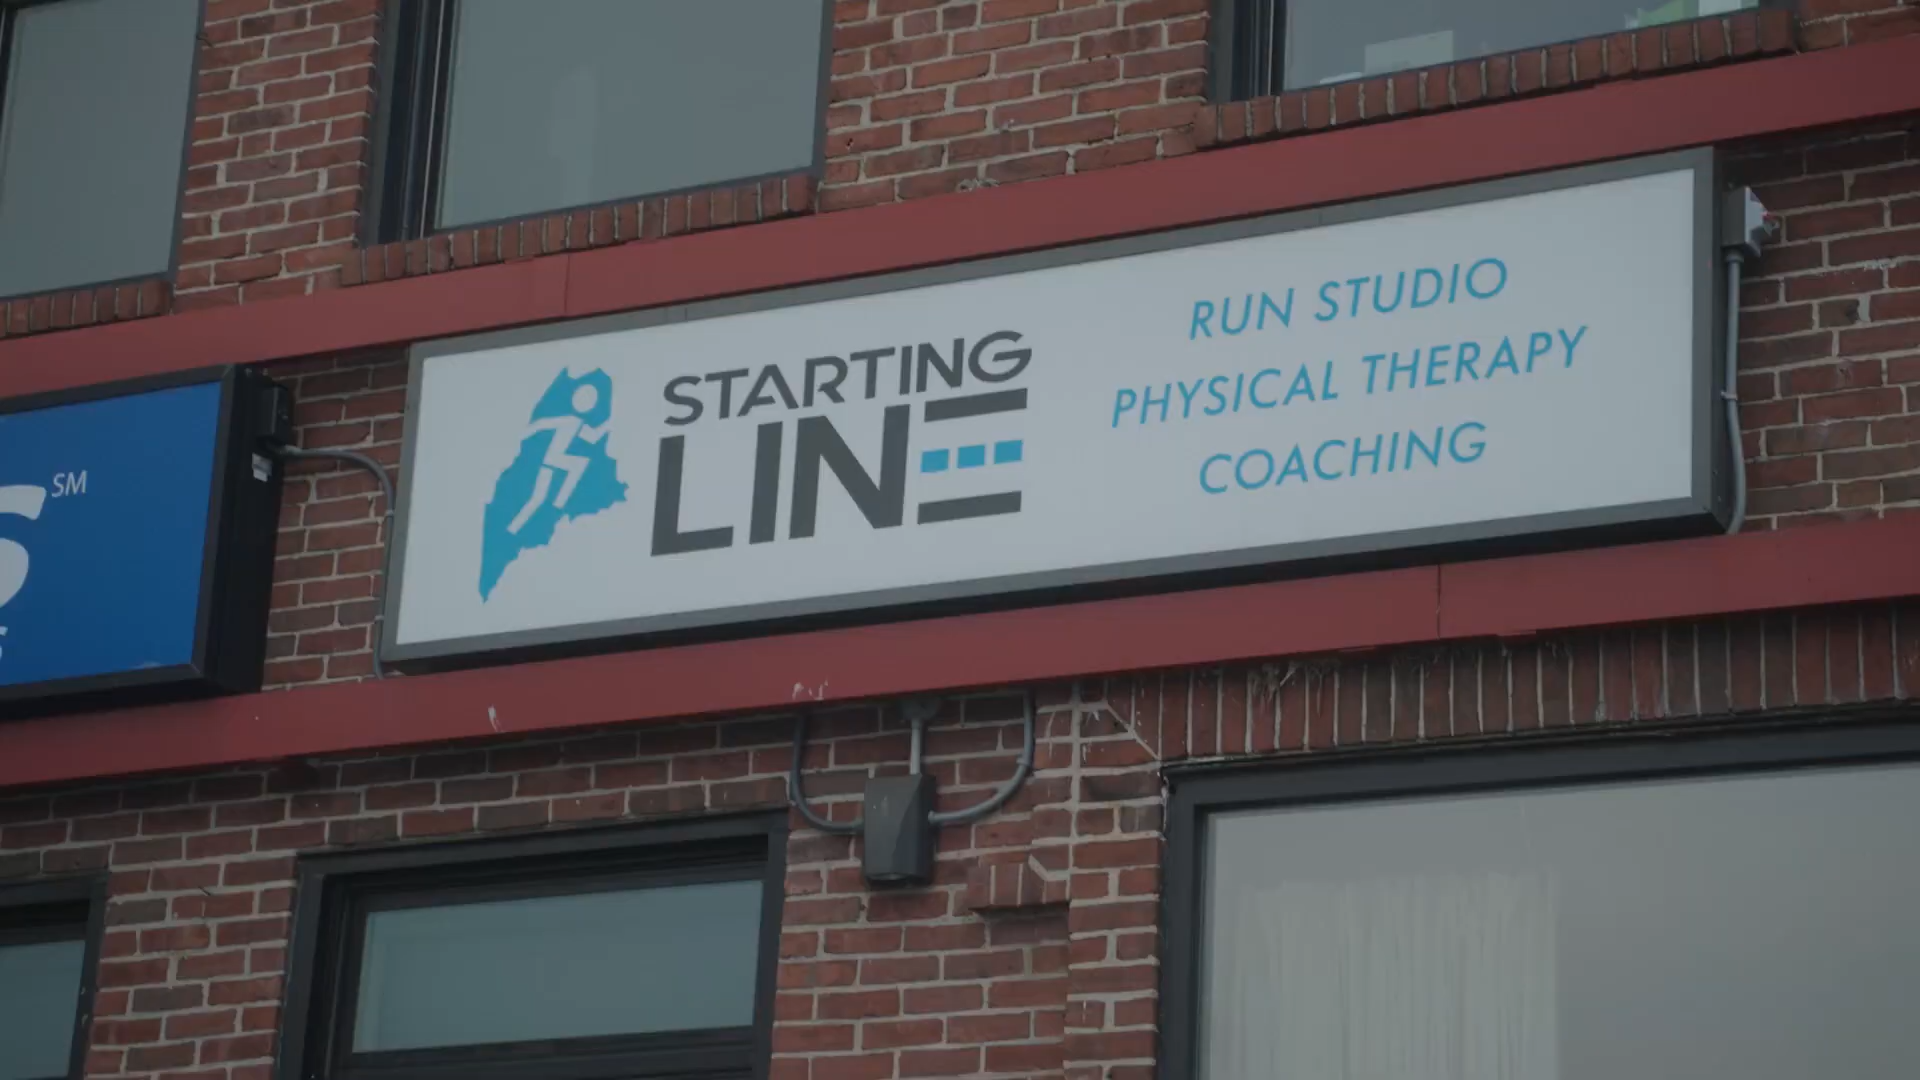 SM
STARTING
LINE
RUN STUDIO
PHYSICAL THERAPY
COACHING